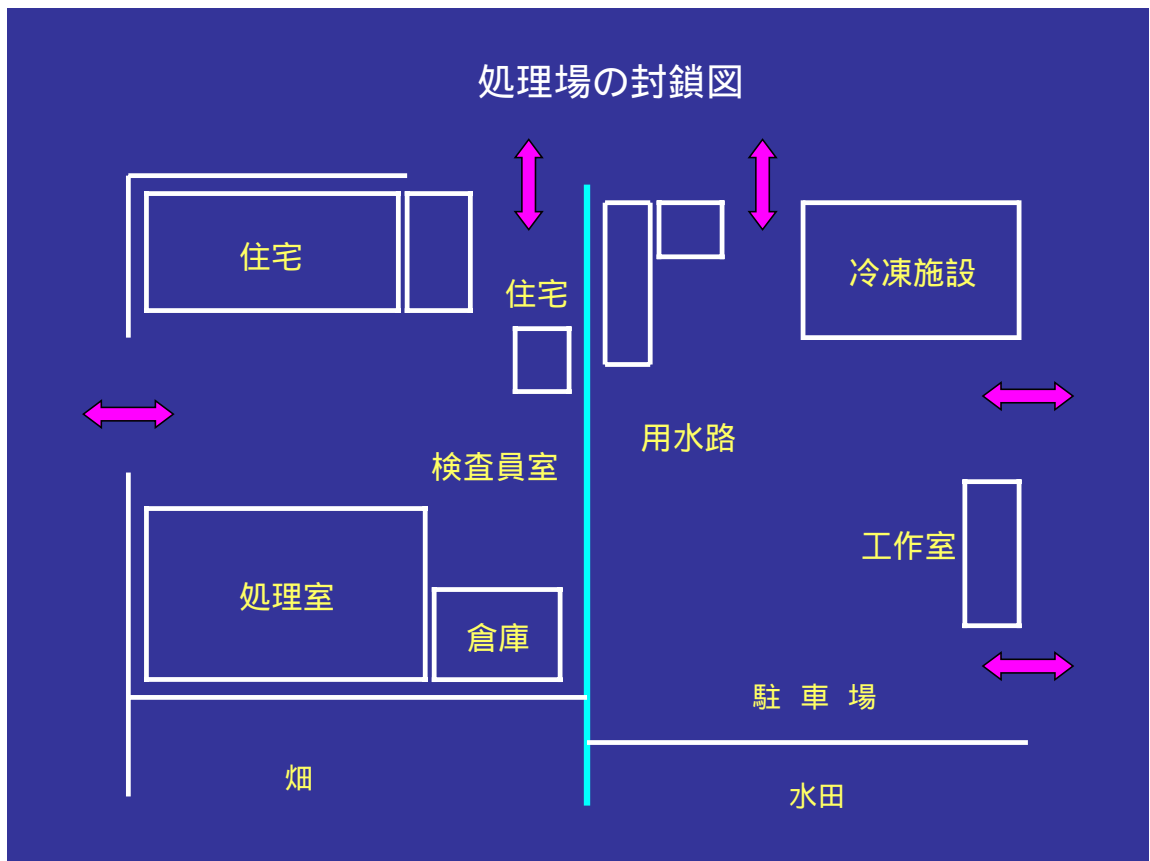 処理場の封鎖図
住宅
住宅
冷凍施設
用水路
検査員室
工作室
処理室
倉庫
駐 車 場
畑
水田